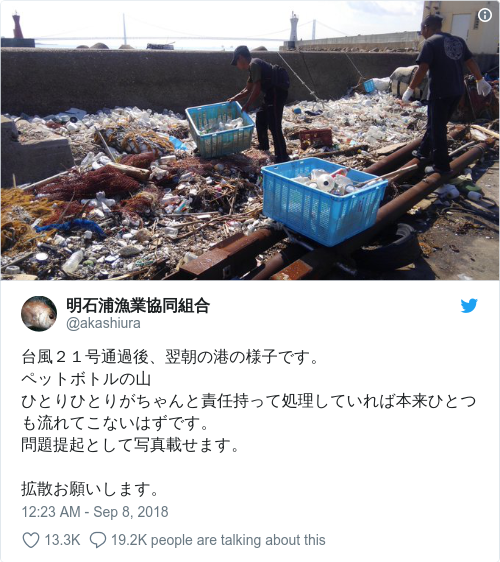 明石浦漁業協同組合
@akashiura
台風２１号通過後、翌朝の港の様子です。
ペットボトルの山
ひとりひとりがちゃんと責任持って処理していれば本来ひとつ
も流れてこないはずです。
問題提起として写真載せます。
拡散お願いします。
12:23 AM - Sep 8, 2018
13.3K
19.2K people are talking about this